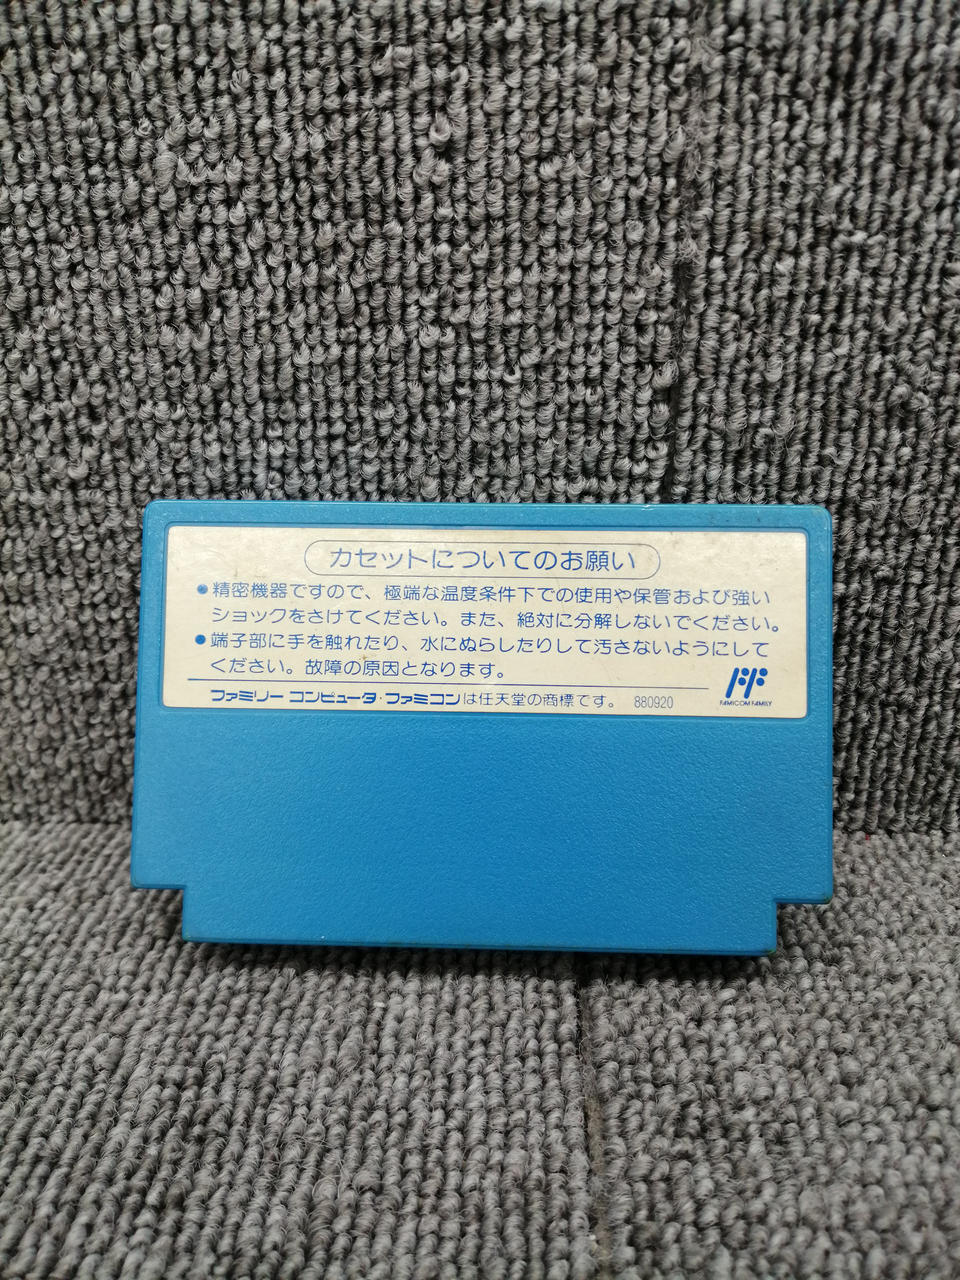 カセットについてのお願い
●精密機器ですので、極端な温度条件下での使用や保管および強い
ショックをさけてください。また、絶対に分解しないでください。
●端子部に手を触れたり、水にぬらしたりして汚さないようにして
ください。故障の原因となります。
ファミリー コンピュータ・ファミコンは任天堂の商標です。 880920
FAMICOM FAMILY